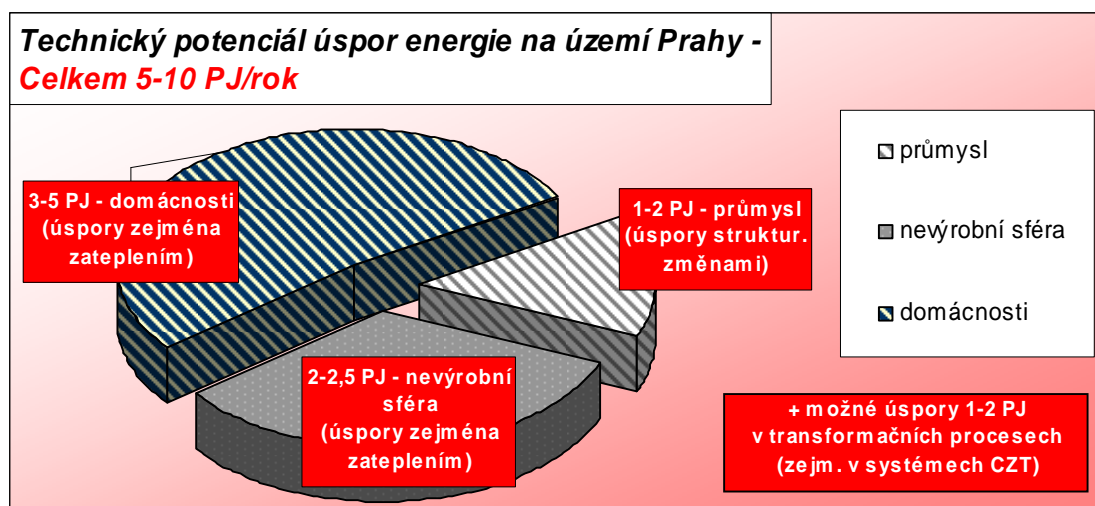 Technický potenciál úspor energie na území Prahy -
Celkem 5-10 PJ/rok
3-5 PJ - domácnosti
(úspory zejména
zateplením)
1-2 PJ - průmysl
(úspory struktur.
změnami)
2-2,5 PJ - nevýrobní
sféra
(úspory zejména
zateplením)
průmysl
nevýrobní sféra
domácnosti
+ možné úspory 1-2 PJ
v transformačních procesech
(zejm. v systémech CZT)